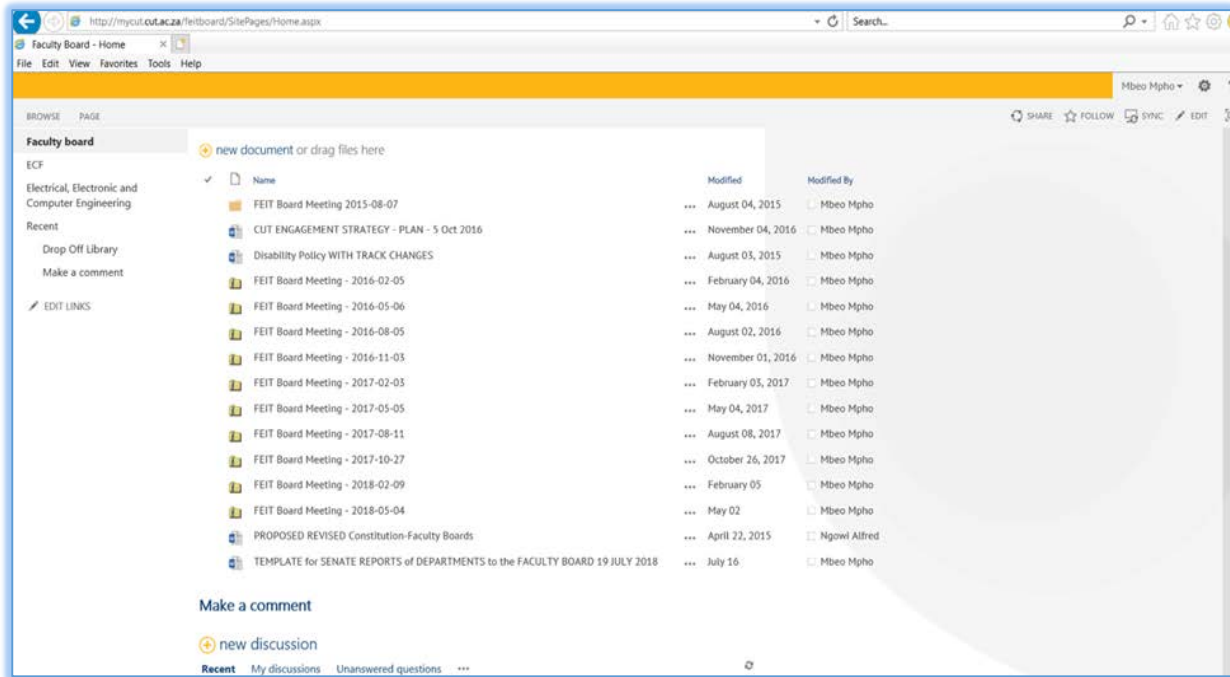 http://mycut.cut.ac.za/feitboard/SitePages/Home.aspx Search...
Faculty Board - Home
File Edit View Favorites Tools Help
Mbeo Mpho
BROWSE PAGE SHARE FOLLOW SYNC EDIT
Faculty board
ECF
Electrical, Electronic and
Computer Engineering
Recent
Drop Off Library
Make a comment
EDIT LINKS
new document or drag files here
Name Modified Modified By
FEIT Board Meeting 2015-08-07 ... August 04, 2015 Mbeo Mpho
CUT ENGAGEMENT STRATEGY - PLAN - 5 Oct 2016 ... November 04, 2016 Mbeo Mpho
Disability Policy WITH TRACK CHANGES ... August 03, 2015 Mbeo Mpho
FEIT Board Meeting - 2016-02-05 ... February 04, 2016 Mbeo Mpho
FEIT Board Meeting - 2016-05-06 ... May 04, 2016 Mbeo Mpho
FEIT Board Meeting - 2016-08-05 ... August 02, 2016 Mbeo Mpho
FEIT Board Meeting - 2016-11-03 ... November 01, 2016 Mbeo Mpho
FEIT Board Meeting - 2017-02-03 ... February 03, 2017 Mbeo Mpho
FEIT Board Meeting - 2017-05-05 ... May 04, 2017 Mbeo Mpho
FEIT Board Meeting - 2017-08-11 ... August 08, 2017 Mbeo Mpho
FEIT Board Meeting - 2017-10-27 ... October 26, 2017 Mbeo Mpho
FEIT Board Meeting - 2018-02-09 ... February 05 Mbeo Mpho
FEIT Board Meeting - 2018-05-04 ... May 02 Mbeo Mpho
PROPOSED REVISED Constitution-Faculty Boards ... April 22, 2015 Ngowi Alfred
TEMPLATE for SENATE REPORTS of DEPARTMENTS to the FACULTY BOARD 19 JULY 2018 ... July 16 Mbeo Mpho
Make a comment
new discussion
Recent My discussions Unanswered questions ...